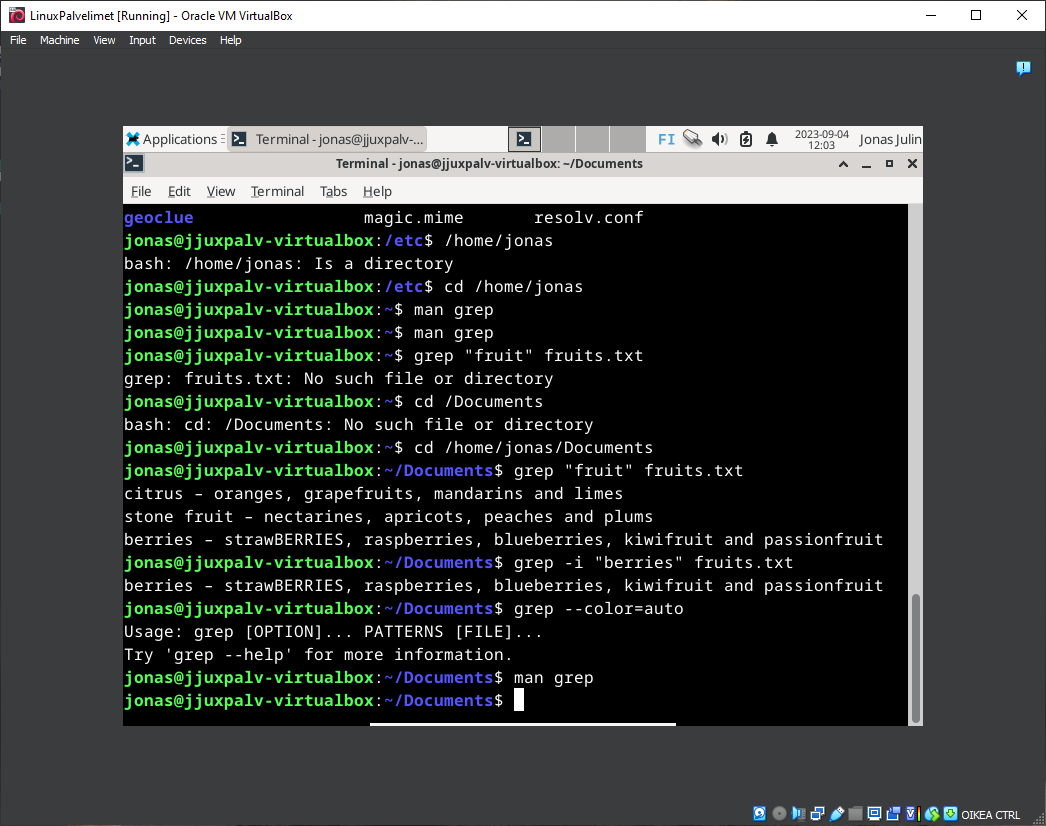 LinuxPalvelimet [Running] - Oracle VM VirtualBox
File Machine View Input Devices Help
Applications Terminal - jonas@jjuxpalv-... FI 2023-09-04 12:03 Jonas Julin
Terminal - jonas@jjuxpalv-virtualbox: ~/Documents
File Edit View Terminal Tabs Help
geoclue magic.mime resolv.conf
jonas@jjuxpalv-virtualbox:/etc$ /home/jonas
bash: /home/jonas: Is a directory
jonas@jjuxpalv-virtualbox:/etc$ cd /home/jonas
jonas@jjuxpalv-virtualbox:~$ man grep
jonas@jjuxpalv-virtualbox:~$ man grep
jonas@jjuxpalv-virtualbox:~$ grep "fruit" fruits.txt
grep: fruits.txt: No such file or directory
jonas@jjuxpalv-virtualbox:~$ cd /Documents
bash: cd: /Documents: No such file or directory
jonas@jjuxpalv-virtualbox:~$ cd /home/jonas/Documents
jonas@jjuxpalv-virtualbox:~/Documents$ grep "fruit" fruits.txt
citrus – oranges, grapefruits, mandarins and limes
stone fruit – nectarines, apricots, peaches and plums
berries – strawBERRIES, raspberries, blueberries, kiwifruit and passionfruit
jonas@jjuxpalv-virtualbox:~/Documents$ grep -i "berries" fruits.txt
berries – strawBERRIES, raspberries, blueberries, kiwifruit and passionfruit
jonas@jjuxpalv-virtualbox:~/Documents$ grep --color=auto
Usage: grep [OPTION]... PATTERNS [FILE]...
Try 'grep --help' for more information.
jonas@jjuxpalv-virtualbox:~/Documents$ man grep
jonas@jjuxpalv-virtualbox:~/Documents$
OIKEA CTRL